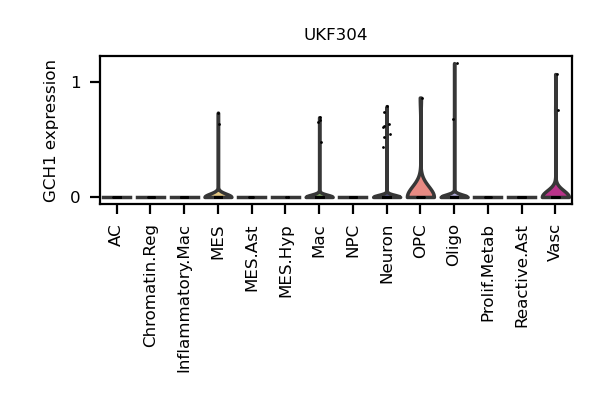 UKF304
GCH1 expression
1
0
AC
Chromatin.Reg
Inflammatory.Mac
MES
MES.Ast
MES.Hyp
Mac
NPC
Neuron
OPC
Oligo
Prolif.Metab
Reactive.Ast
Vasc